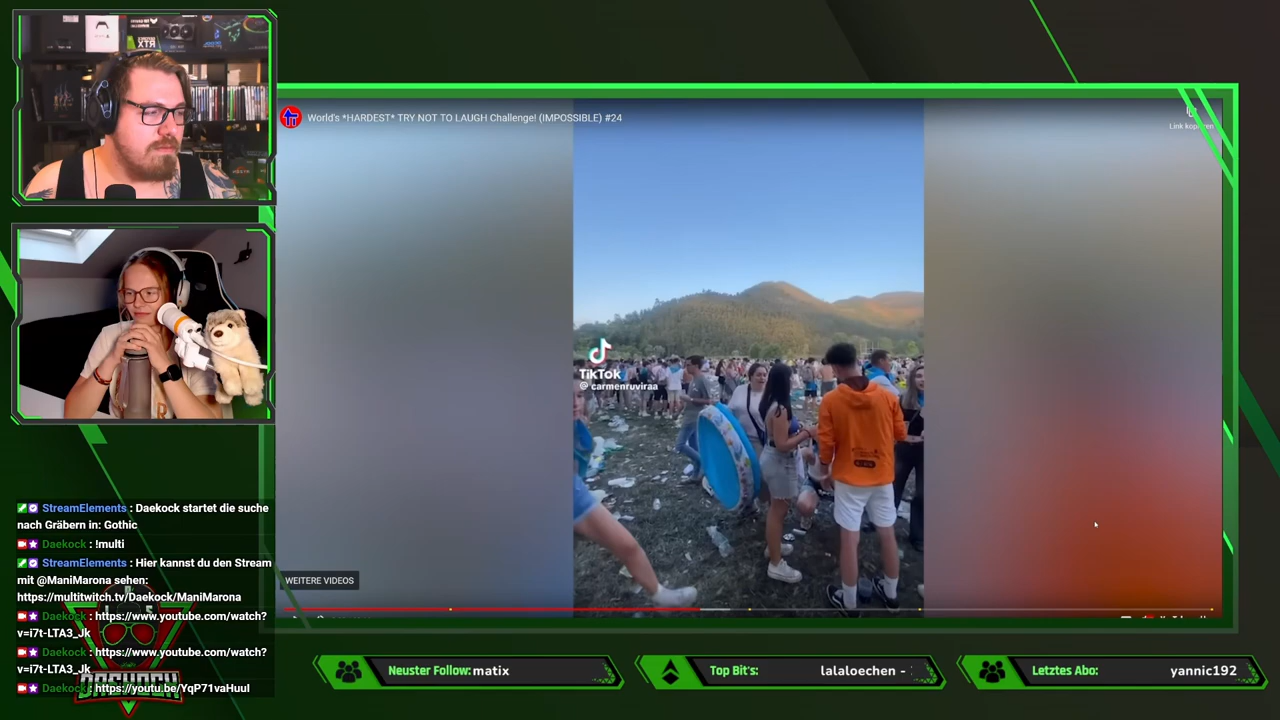 World's *HARDEST* TRY NOT TO LAUGH Challenge! (IMPOSSIBLE) #24
TikTok
@ carmenruviraa
WEITERE VIDEOS
StreamElements : Daekock startet die suche
nach Gräbern in: Gothic
Daekock : !multi
StreamElements : Hier kannst du den Stream
mit @ManiMarona sehen:
https://multitwitch.tv/Daekock/ManiMarona
Daekock : https://www.youtube.com/watch?
v=i7t-LTA3_Jk
Daekock : https://www.youtube.com/watch?
v=i7t-LTA3_Jk
Daekock : https://youtu.be/YqP71vaHuuI
DAEKOCK
Neuster Follow: matix
Top Bit's: lalaloechen -
Letztes Abo: yannic192
RTX